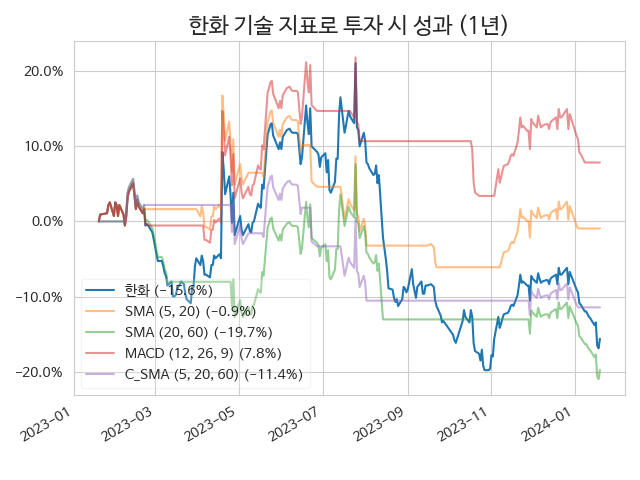 한화 기술 지표로 투자 시 성과 (1년)
20.0%
10.0%
0.0%
−10.0%
−20.0%
한화 (−15.6%)
SMA (5, 20) (−0.9%)
SMA (20, 60) (−19.7%)
MACD (12, 26, 9) (7.8%)
C_SMA (5, 20, 60) (−11.4%)
2023−01
2023−03
2023−05
2023−07
2023−09
2023−11
2024−01